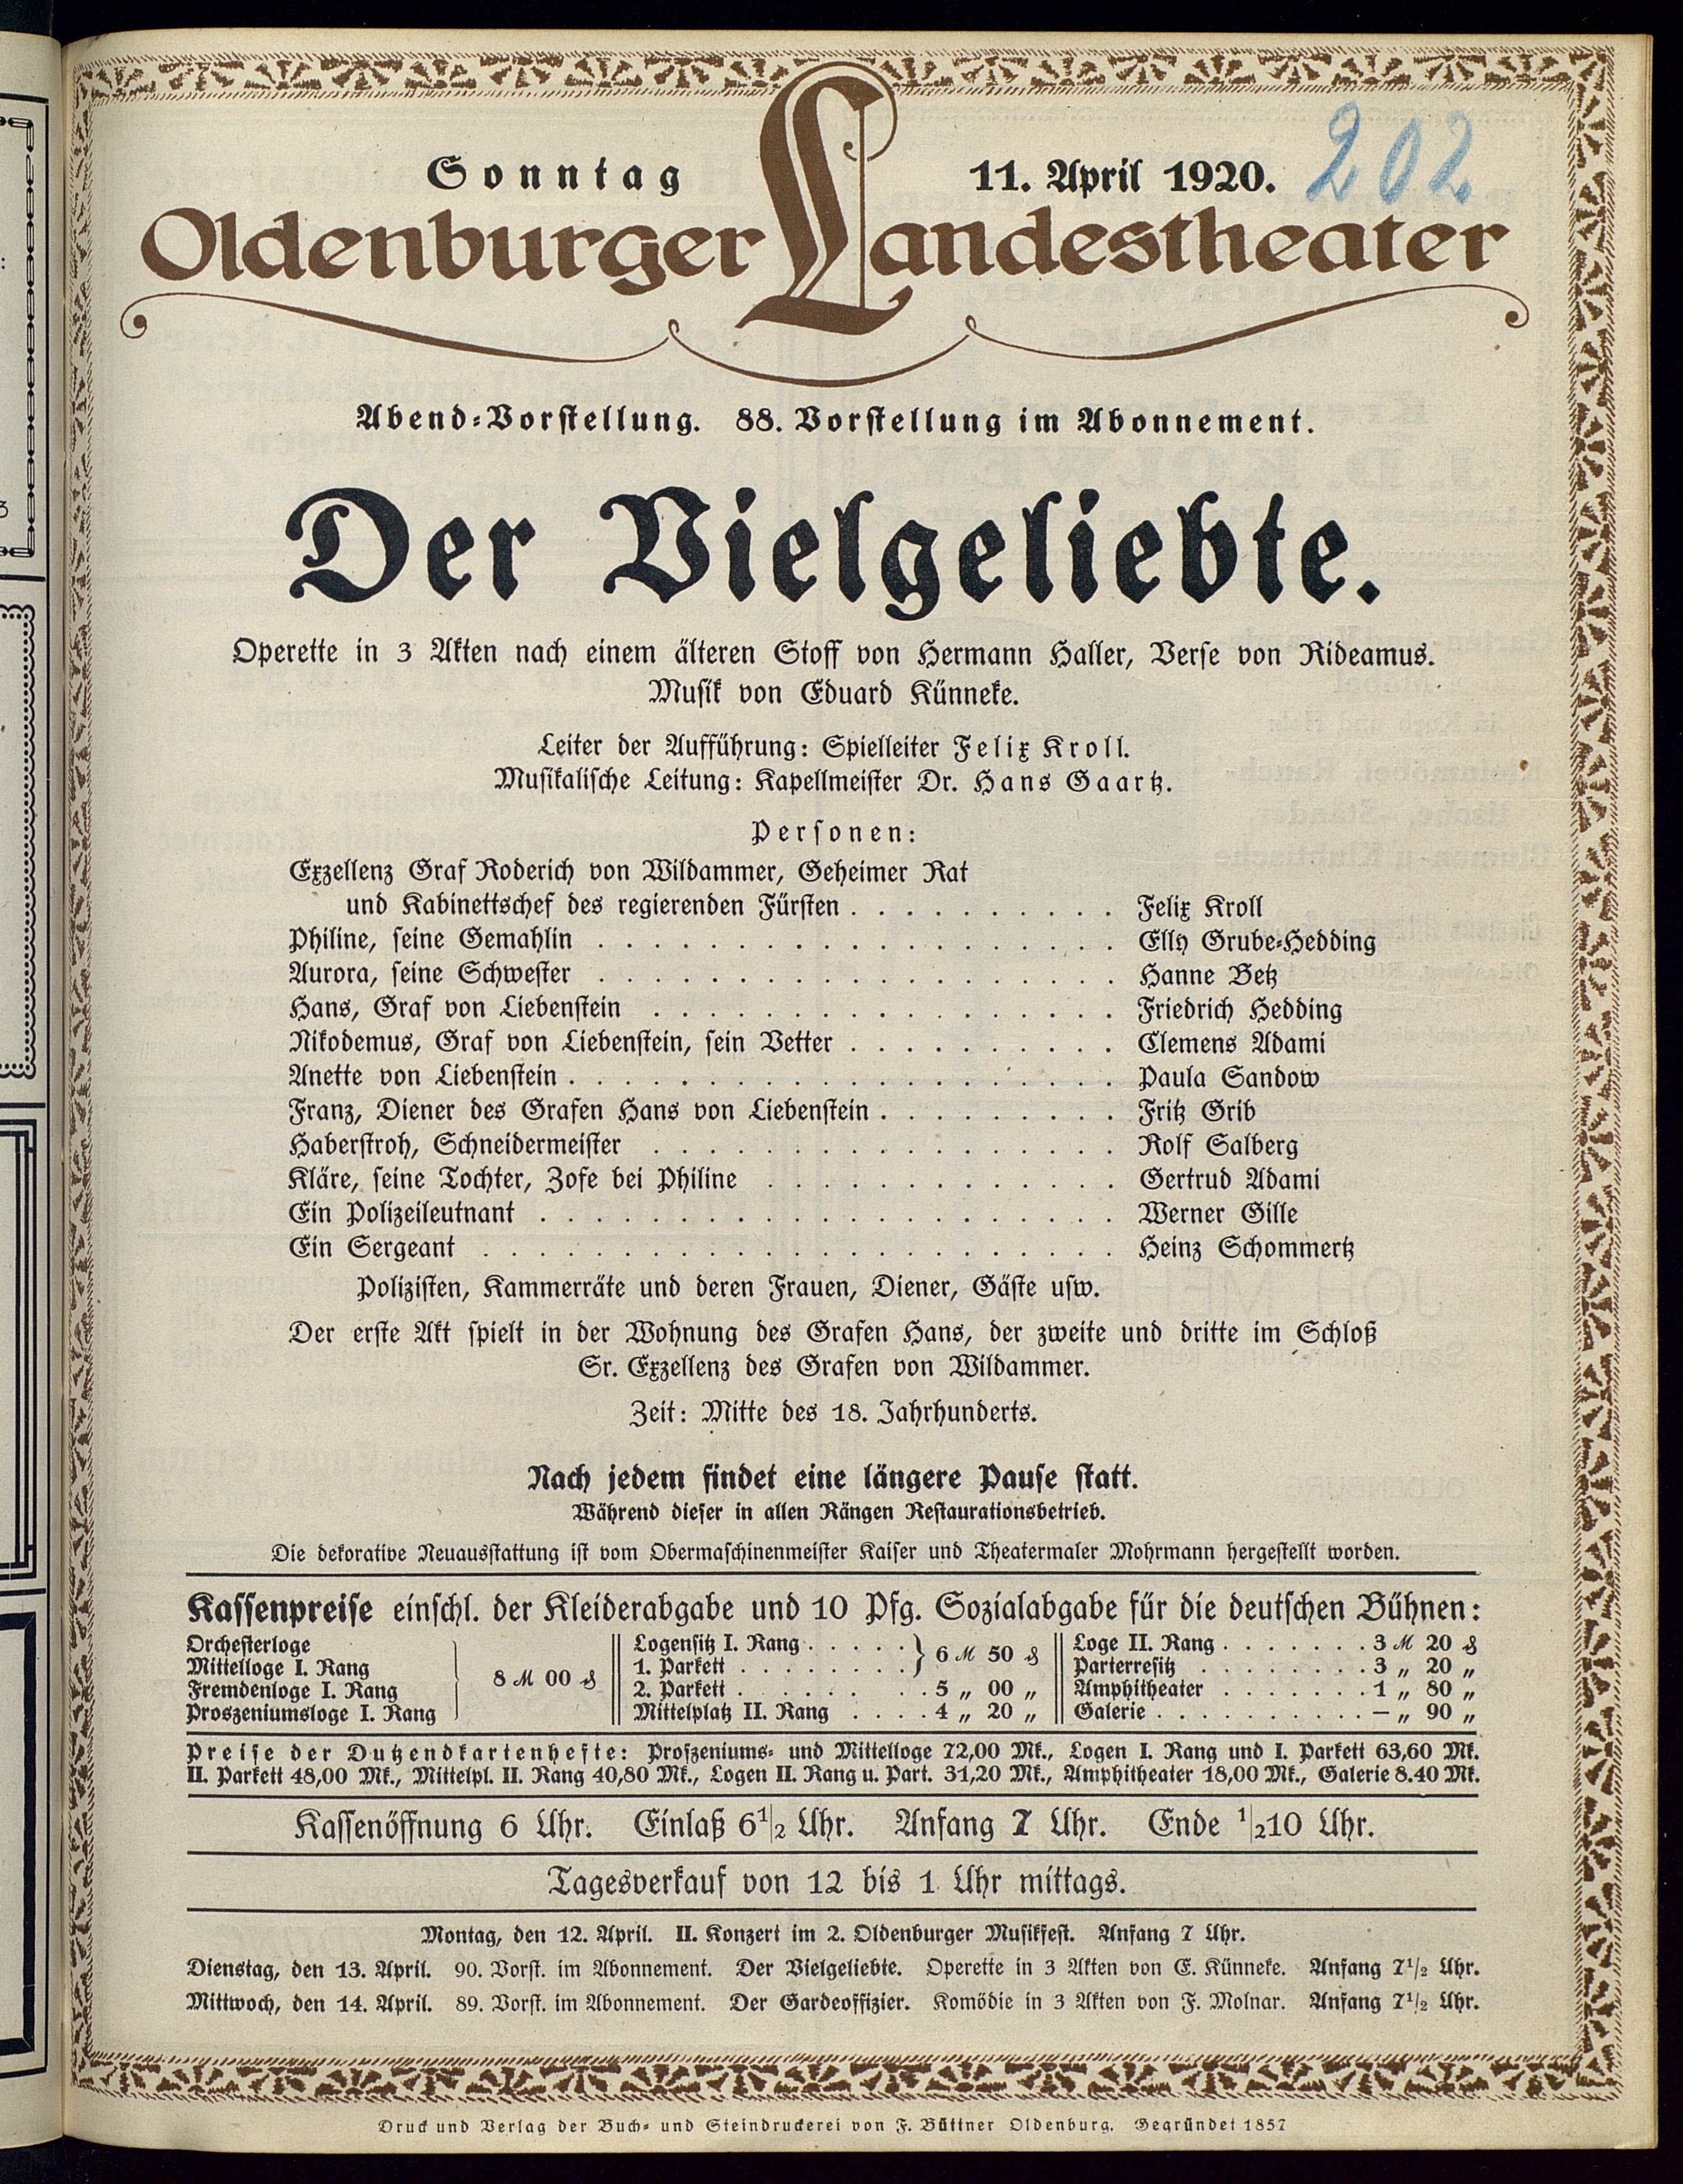 Sonntag 11. April 1920. 202
Oldenburger Landestheater
Abend-Vorstellung. 88. Vorstellung im Abonnement.
Der Vielgeliebte.
Operette in 3 Akten nach einem älteren Stoff von Hermann Haller, Verse von Rideamus.
Musik von Eduard Künneke.
Leiter der Aufführung: Spielleiter Felix Kroll.
Musikalische Leitung: Kapellmeister Dr. Hans Gaartz.
Personen:
Exzellenz Graf Roderich von Wildammer, Geheimer Rat
und Kabinettschef des regierenden Fürsten . . . . . . . . . . Felix Kroll
Philine, seine Gemahlin . . . . . . . . . . . . . . . . . . . Elly Grube-Hedding
Aurora, seine Schwester . . . . . . . . . . . . . . . . . . . Hanne Betz
Hans, Graf von Liebenstein . . . . . . . . . . . . . . . . . Friedrich Hedding
Nikodemus, Graf von Liebenstein, sein Vetter . . . . . . . . . . Clemens Adami
Anette von Liebenstein . . . . . . . . . . . . . . . . . . . . Paula Sandow
Franz, Diener des Grafen Hans von Liebenstein . . . . . . . . . Fritz Grib
Haberstroh, Schneidermeister . . . . . . . . . . . . . . . . . Rolf Salberg
Kläre, seine Tochter, Zofe bei Philine . . . . . . . . . . . . . Gertrud Adami
Ein Polizeileutnant . . . . . . . . . . . . . . . . . . . . . Werner Gille
Ein Sergeant . . . . . . . . . . . . . . . . . . . . . . . Heinz Schommertz
Polizisten, Kammerräte und deren Frauen, Diener, Gäste usw.
Der erste Akt spielt in der Wohnung des Grafen Hans, der zweite und dritte im Schloß
Sr. Exzellenz des Grafen von Wildammer.
Zeit: Mitte des 18. Jahrhunderts.
Nach jedem findet eine längere Pause statt.
Während dieser in allen Rängen Restaurationsbetrieb.
Die dekorative Neuausstattung ist vom Obermaschinenmeister Kaiser und Theatermaler Mohrmann hergestellt worden.
Kassenpreise einschl. der Kleiderabgabe und 10 Pfg. Sozialabgabe für die deutschen Bühnen:
Orchesterloge
Mittelloge I. Rang
Fremdenloge I. Rang
Proszeniumsloge I. Rang
8 ℳ 00 ₰
Logensitz I. Rang . . . . .
1. Parkett . . . . . . . .
6 ℳ 50 ₰
2. Parkett . . . . . . . 5 „ 00 „
Mittelplatz II. Rang . . . . 4 „ 20 „
Loge II. Rang . . . . . . . 3 ℳ 20 ₰
Parterresitz . . . . . . . . 3 „ 20 „
Amphitheater . . . . . . . 1 „ 80 „
Galerie . . . . . . . . . . — „ 90 „
Preise der Dutzendkartenhefte: Proszeniums- und Mittelloge 72,00 Mk., Logen I. Rang und I. Parkett 63,60 Mk.
II. Parkett 48,00 Mk., Mittelpl. II. Rang 40,80 Mk., Logen II. Rang u. Part. 31,20 Mk., Amphitheater 18,00 Mk., Galerie 8.40 Mk.
Kassenöffnung 6 Uhr. Einlaß 6½ Uhr. Anfang 7 Uhr. Ende ½10 Uhr.
Tagesverkauf von 12 bis 1 Uhr mittags.
Montag, den 12. April. II. Konzert im 2. Oldenburger Musikfest. Anfang 7 Uhr.
Dienstag, den 13. April. 90. Vorst. im Abonnement. Der Vielgeliebte. Operette in 3 Akten von E. Künneke. Anfang 7½ Uhr.
Mittwoch, den 14. April. 89. Vorst. im Abonnement. Der Gardeoffizier. Komödie in 3 Akten von F. Molnar. Anfang 7½ Uhr.
Druck und Verlag der Buch- und Steindruckerei von F. Büttner Oldenburg. Gegründet 1857